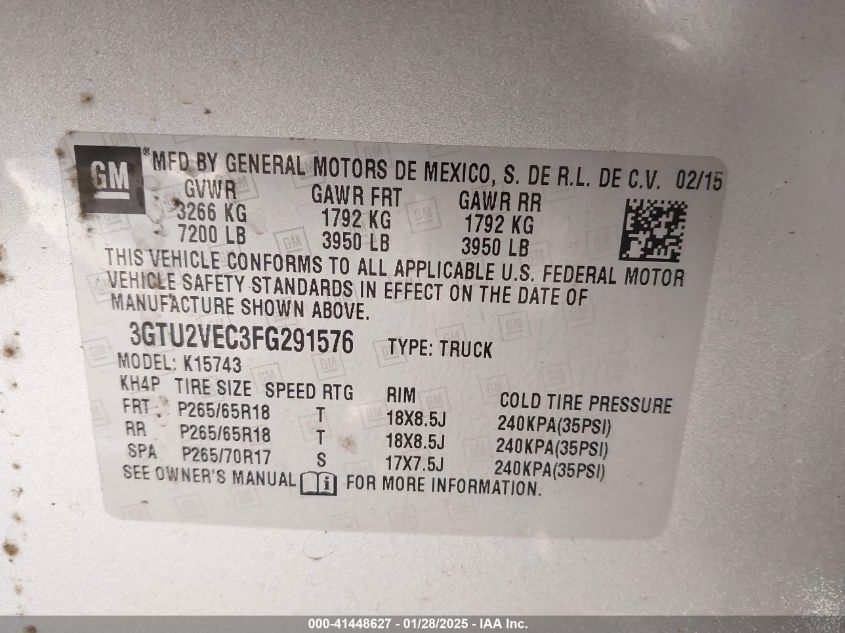 GM ® MFD BY GENERAL MOTORS DE MEXICO, S. DE R.L. DE C.V. 02/15
GVWR GAWR FRT GAWR RR
3266 KG 1792 KG 1792 KG
7200 LB 3950 LB 3950 LB
THIS VEHICLE CONFORMS TO ALL APPLICABLE U.S. FEDERAL MOTOR
VEHICLE SAFETY STANDARDS IN EFFECT ON THE DATE OF
MANUFACTURE SHOWN ABOVE.
3GTU2VEC3FG291576 TYPE: TRUCK
MODEL: K15743
KH4P TIRE SIZE SPEED RTG RIM COLD TIRE PRESSURE
FRT P265/65R18 T 18X8.5J 240KPA(35PSI)
RR P265/65R18 T 18X8.5J 240KPA(35PSI)
SPA P265/70R17 S 17X7.5J 240KPA(35PSI)
SEE OWNER'S MANUAL FOR MORE INFORMATION.
000-41448627 - 01/28/2025 - IAA Inc.